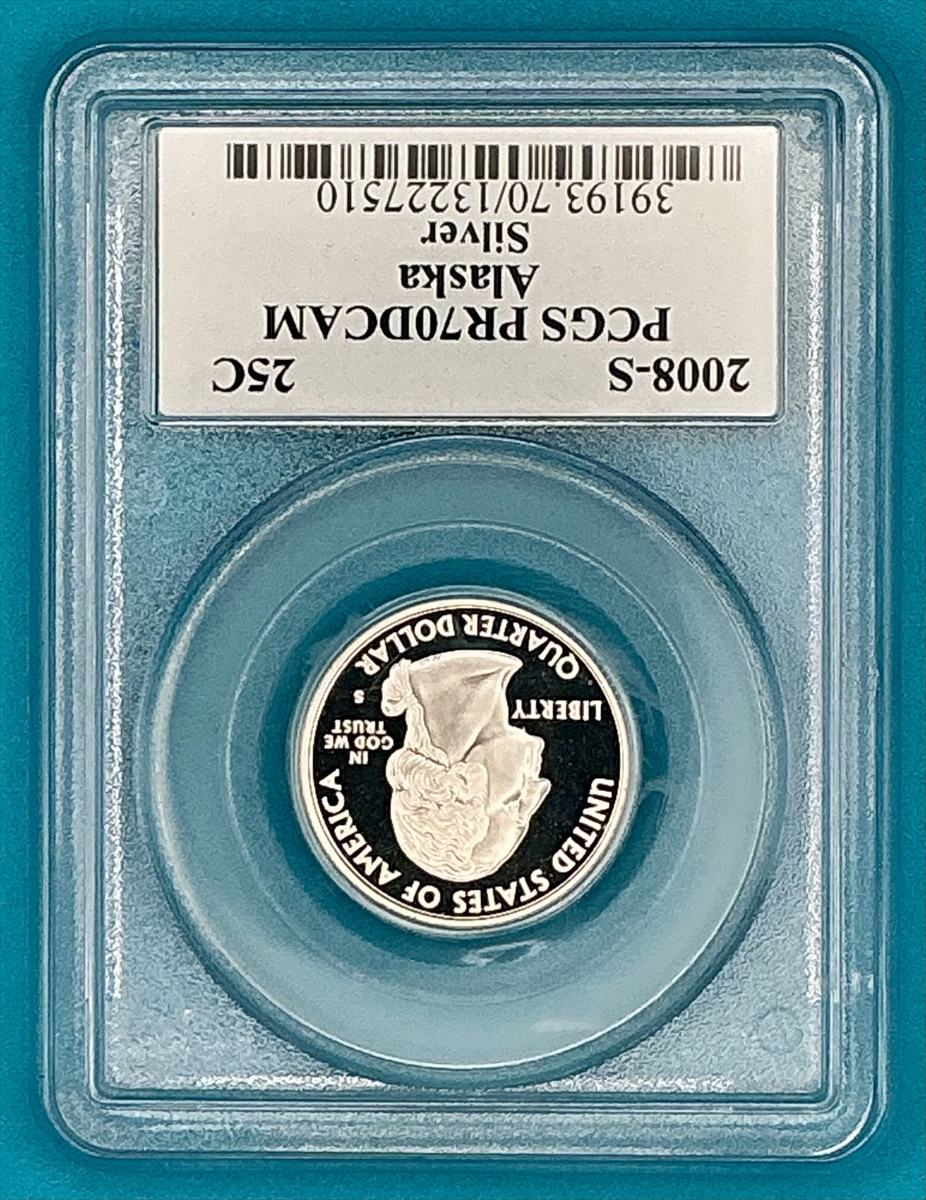 2008-S 25C
PCGS PR70DCAM
Alaska
Silver
39193.70/13227510
UNITED STATES OF AMERICA
LIBERTY
IN
GOD WE
TRUST
S
QUARTER DOLLAR